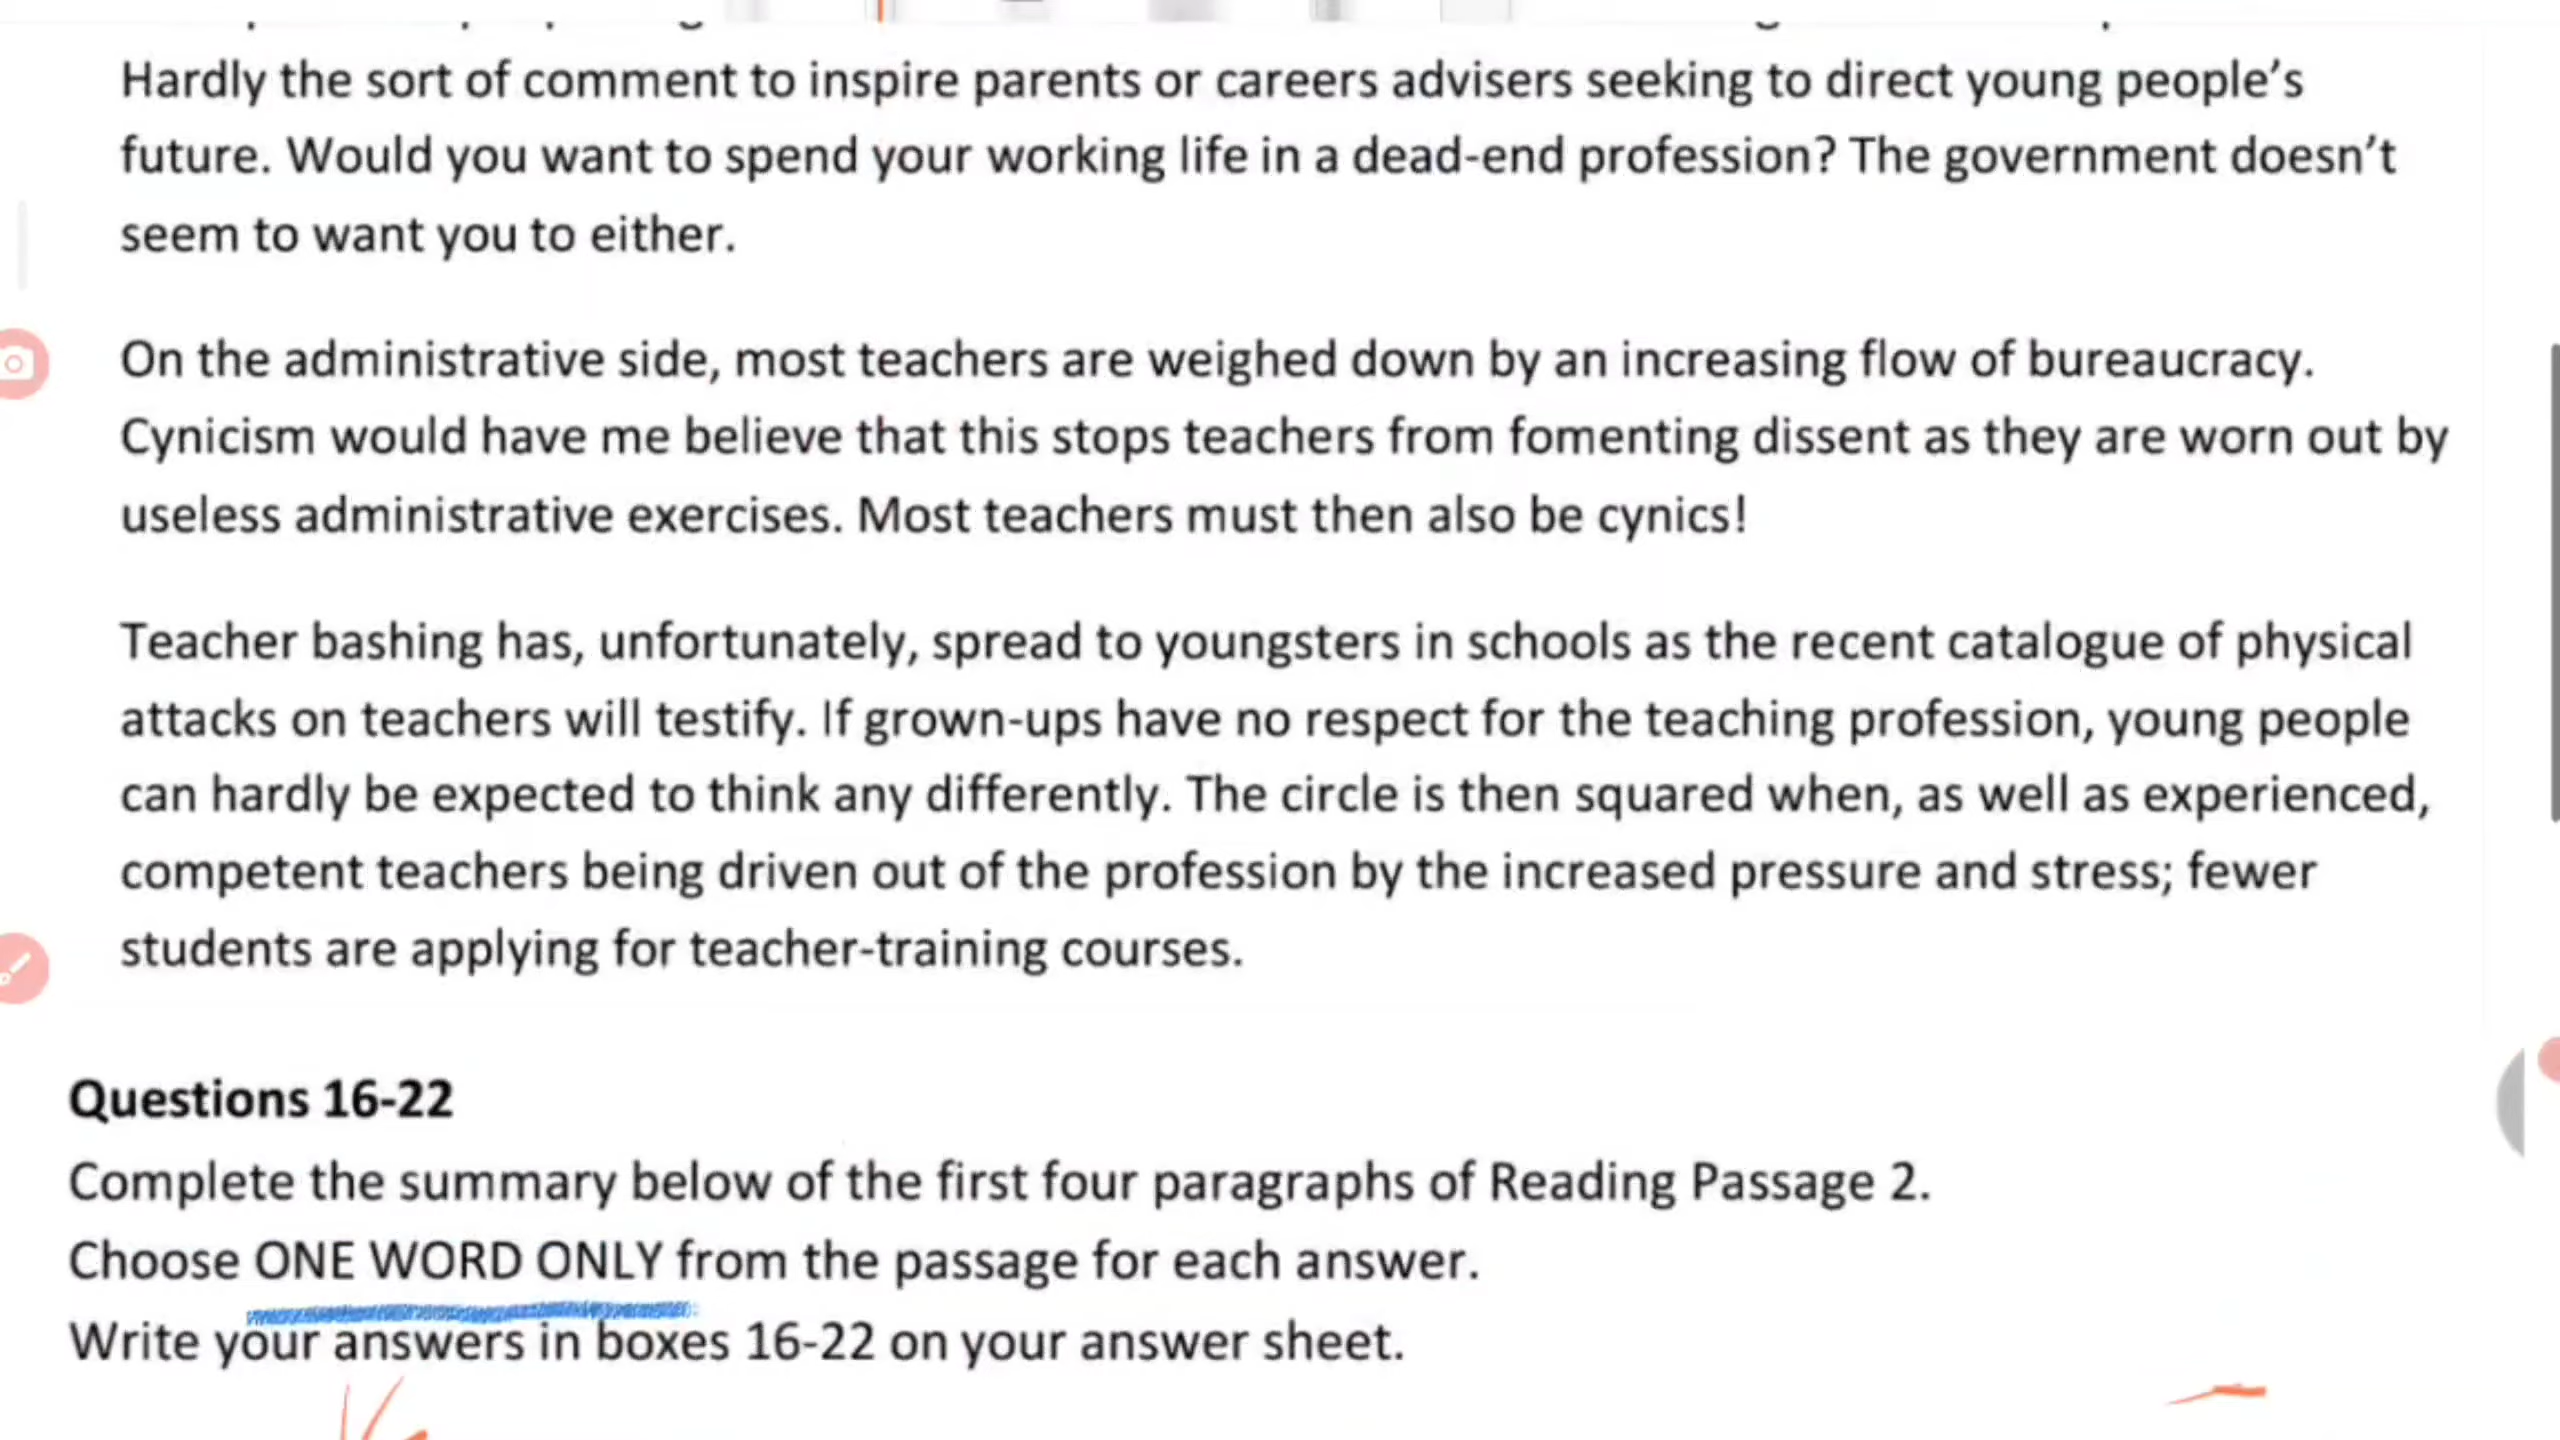 Hardly the sort of comment to inspire parents or careers advisers seeking to direct young people's
future. Would you want to spend your working life in a dead-end profession? The government doesn't
seem to want you to either.
On the administrative side, most teachers are weighed down by an increasing flow of bureaucracy.
Cynicism would have me believe that this stops teachers from fomenting dissent as they are worn out by
useless administrative exercises. Most teachers must then also be cynics!
Teacher bashing has, unfortunately, spread to youngsters in schools as the recent catalogue of physical
attacks on teachers will testify. If grown-ups have no respect for the teaching profession, young people
can hardly be expected to think any differently. The circle is then squared when, as well as experienced,
competent teachers being driven out of the profession by the increased pressure and stress; fewer
students are applying for teacher-training courses.
Questions 16-22
Complete the summary below of the first four paragraphs of Reading Passage 2.
Choose ONE WORD ONLY from the passage for each answer.
Write your answers in boxes 16-22 on your answer sheet.